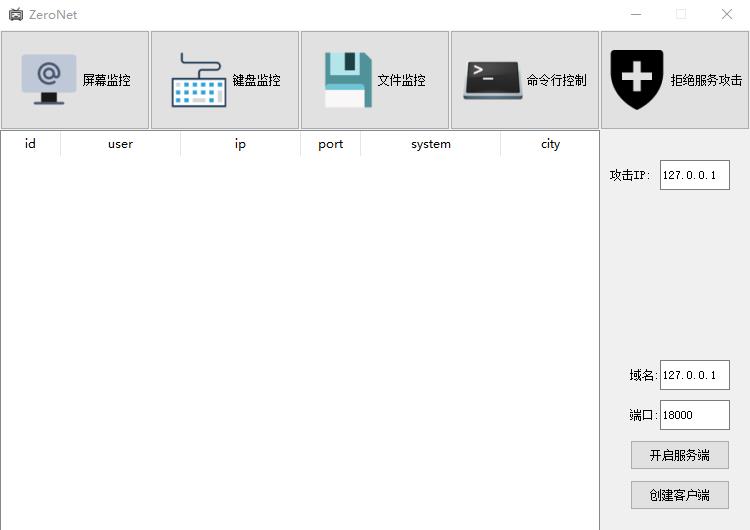 ZeroNet
屏幕监控
键盘监控
文件监控
命令行控制
拒绝服务攻击
id user ip port system city
攻击IP: 127.0.0.1
域名: 127.0.0.1
端口: 18000
开启服务端
创建客户端